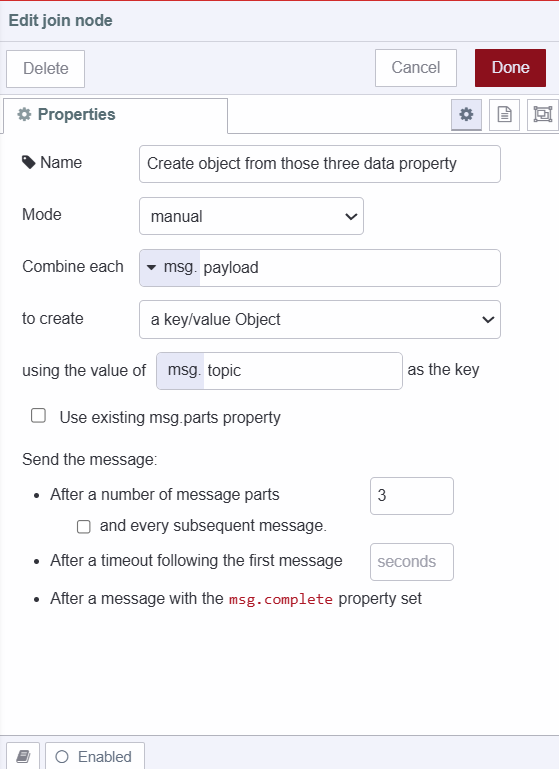 Edit join node
Delete Cancel Done
Properties
Name Create object from those three data property
Mode manual
Combine each msg. payload
to create a key/value Object
using the value of msg. topic as the key
Use existing msg.parts property
Send the message:
• After a number of message parts 3
and every subsequent message.
• After a timeout following the first message seconds
• After a message with the msg.complete property set
Enabled